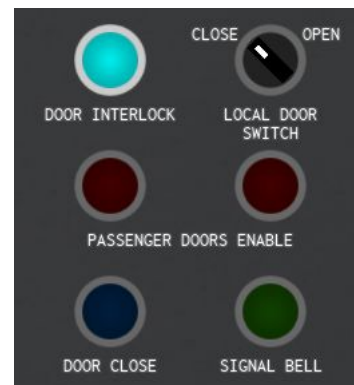 CLOSE OPEN
DOOR INTERLOCK LOCAL DOOR
SWITCH
PASSENGER DOORS ENABLE
DOOR CLOSE SIGNAL BELL